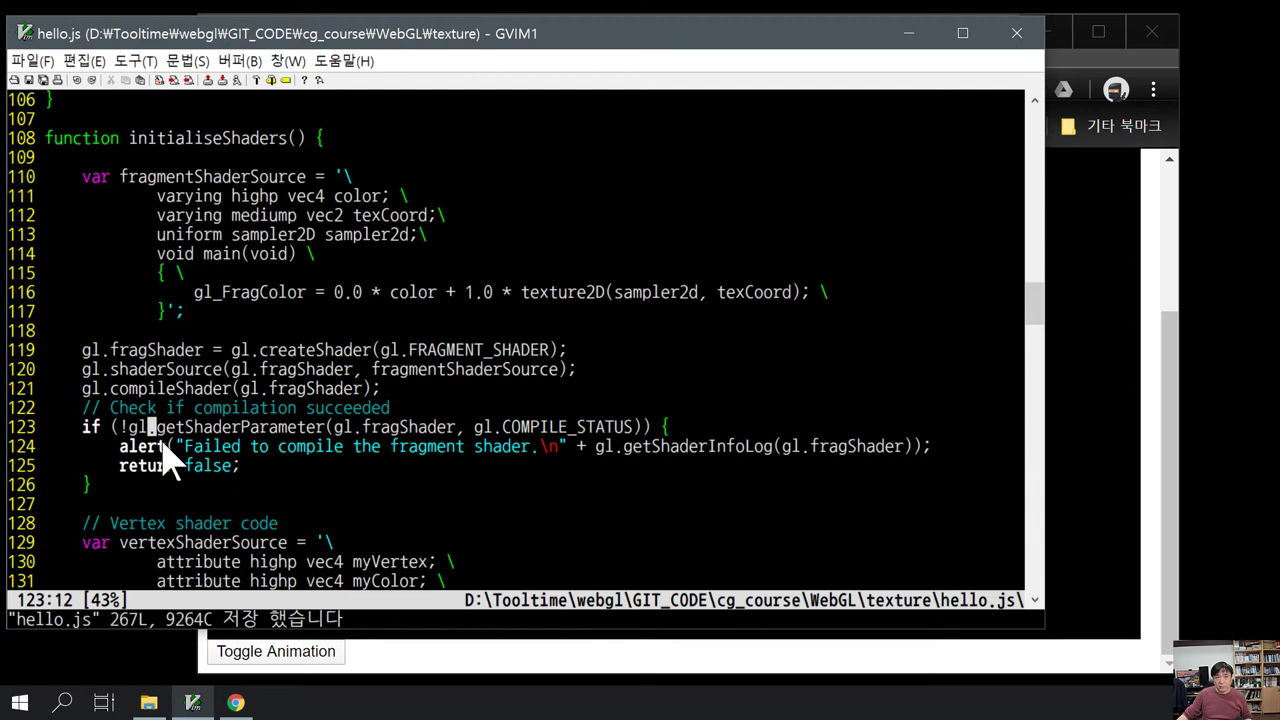 hello.js (D:₩Tooltime₩webgl₩GIT_CODE₩cg_course₩WebGL₩texture) - GVIM1
파일(F) 편집(E) 도구(T) 문법(S) 버퍼(B) 창(W) 도움말(H)
기타 북마크
106 }
107
108 function initialiseShaders() {
109
110     var fragmentShaderSource = '\
111             varying highp vec4 color; \
112             varying mediump vec2 texCoord;\
113             uniform sampler2D sampler2d;\
114             void main(void) \
115             { \
116                 gl_FragColor = 0.0 * color + 1.0 * texture2D(sampler2d, texCoord); \
117             }';
118
119     gl.fragShader = gl.createShader(gl.FRAGMENT_SHADER);
120     gl.shaderSource(gl.fragShader, fragmentShaderSource);
121     gl.compileShader(gl.fragShader);
122     // Check if compilation succeeded
123     if (!gl.getShaderParameter(gl.fragShader, gl.COMPILE_STATUS)) {
124         alert("Failed to compile the fragment shader.\n" + gl.getShaderInfoLog(gl.fragShader));
125         return false;
126     }
127
128     // Vertex shader code
129     var vertexShaderSource = '\
130             attribute highp vec4 myVertex; \
131             attribute highp vec4 myColor; \
123:12 [43%] D:\Tooltime\webgl\GIT_CODE\cg_course\WebGL\texture\hello.js\
"hello.js" 267L, 9264C 저장 했습니다
Toggle Animation